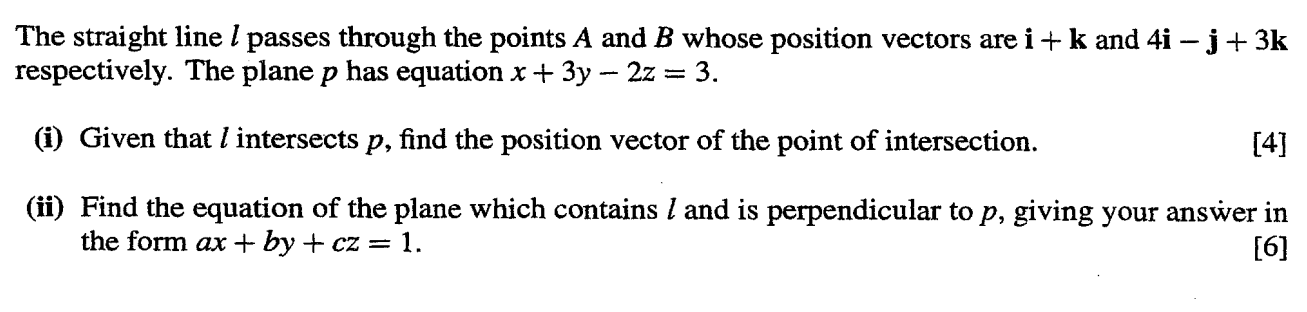 The straight line l passes through the points A and B whose position vectors are i + k and 4i − j + 3k
respectively. The plane p has equation x + 3y − 2z = 3.
(i) Given that l intersects p, find the position vector of the point of intersection. [4]
(ii) Find the equation of the plane which contains l and is perpendicular to p, giving your answer in
the form ax + by + cz = 1. [6]